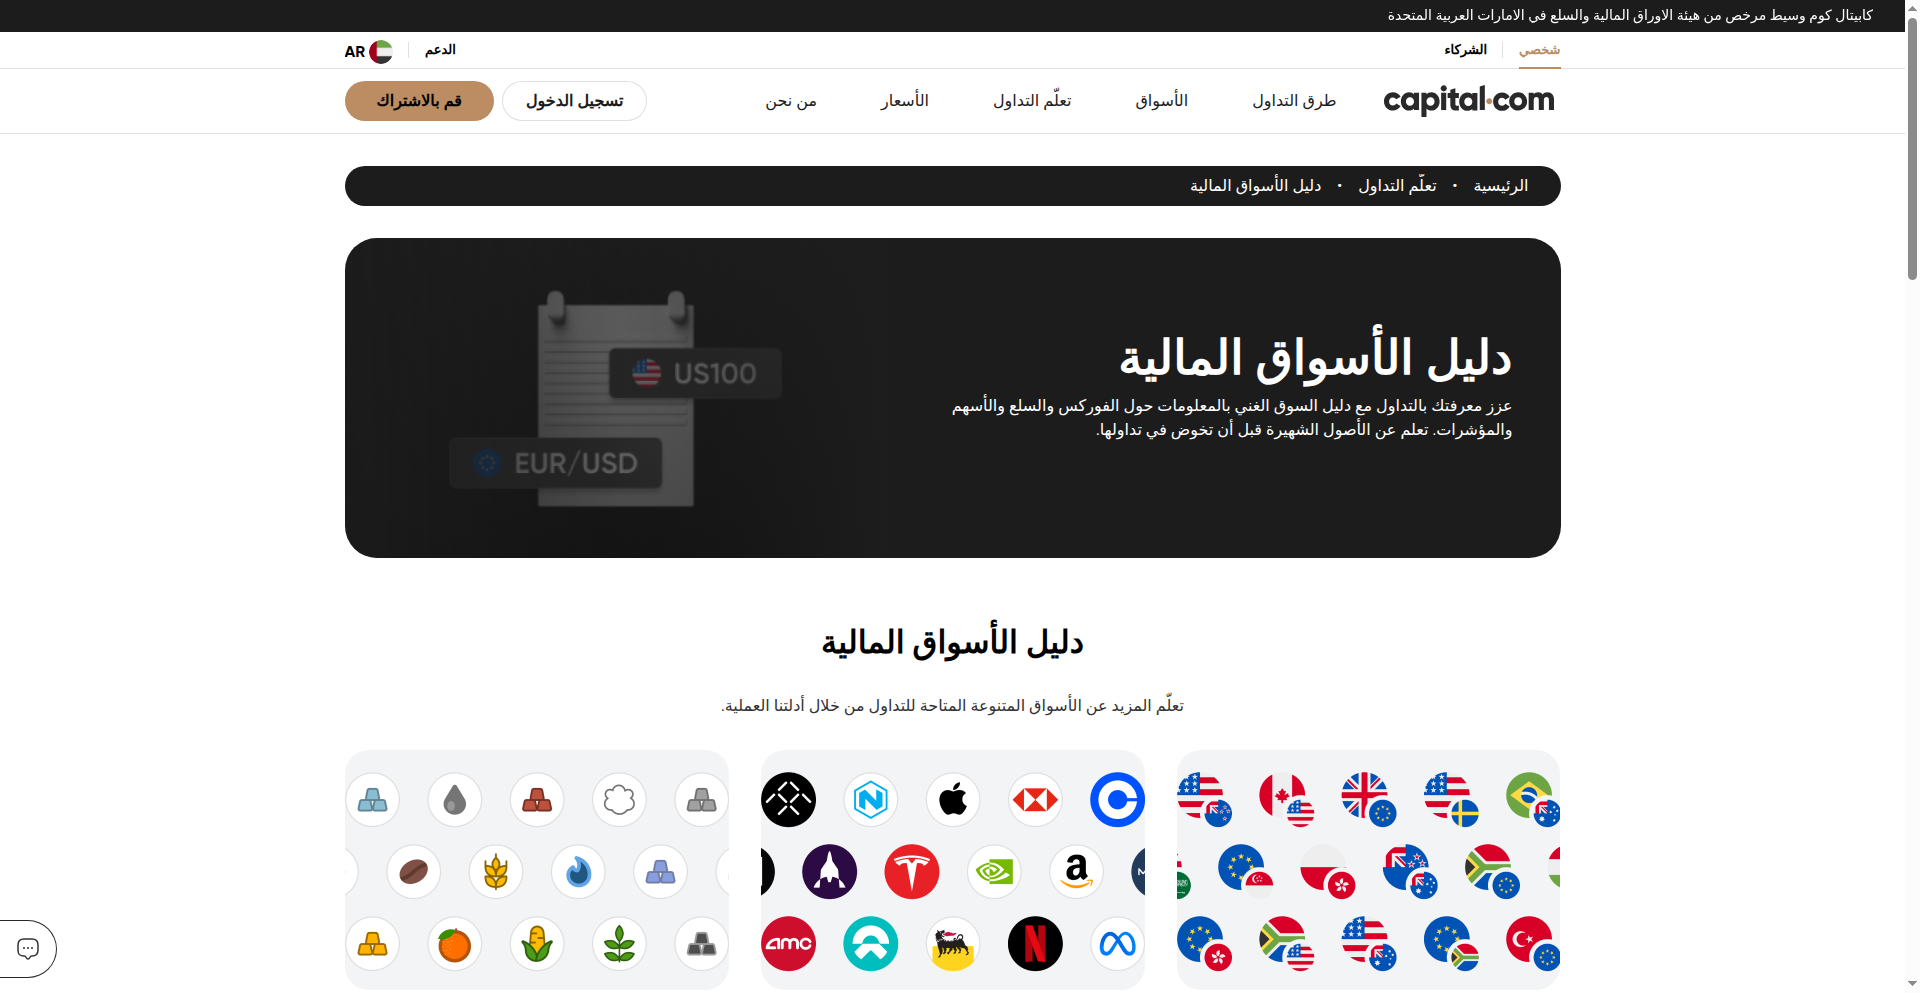 كابيتال كوم وسيط مرخص من هيئة الاوراق المالية والسلع في الامارات العربية المتحدة
شخصي
الشركاء
الدعم
AR
capital.com
طرق التداول
الأسواق
تعلّم التداول
الأسعار
من نحن
تسجيل الدخول
قم بالاشتراك
الرئيسية • تعلّم التداول • دليل الأسواق المالية
دليل الأسواق المالية
عزز معرفتك بالتداول مع دليل السوق الغني بالمعلومات حول الفوركس والسلع والأسهم
والمؤشرات. تعلم عن الأصول الشهيرة قبل أن تخوض في تداولها.
US100
EUR/USD
دليل الأسواق المالية
تعلّم المزيد عن الأسواق المتنوعة المتاحة للتداول من خلال أدلتنا العملية.
amc